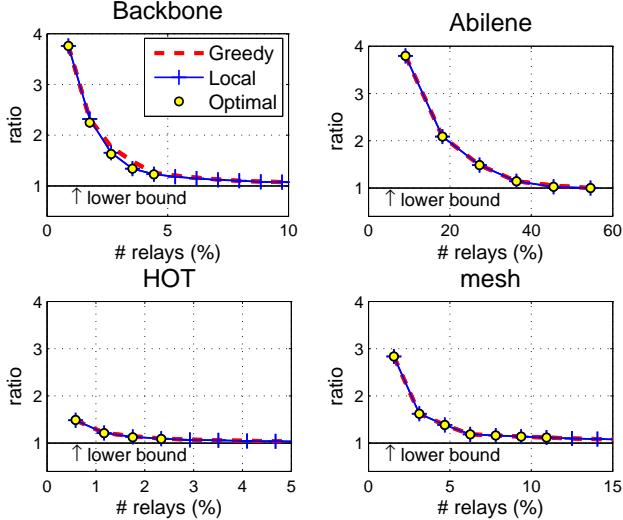 Backbone
4
3
2
1
ratio
Greedy
Local
Optimal
↑ lower bound
0
5
10
# relays (%)
Abilene
4
3
2
1
ratio
↑ lower bound
0
20
40
60
# relays (%)
HOT
4
3
2
1
ratio
↑ lower bound
0
1
2
3
4
5
# relays (%)
mesh
4
3
2
1
ratio
↑ lower bound
0
5
10
15
# relays (%)